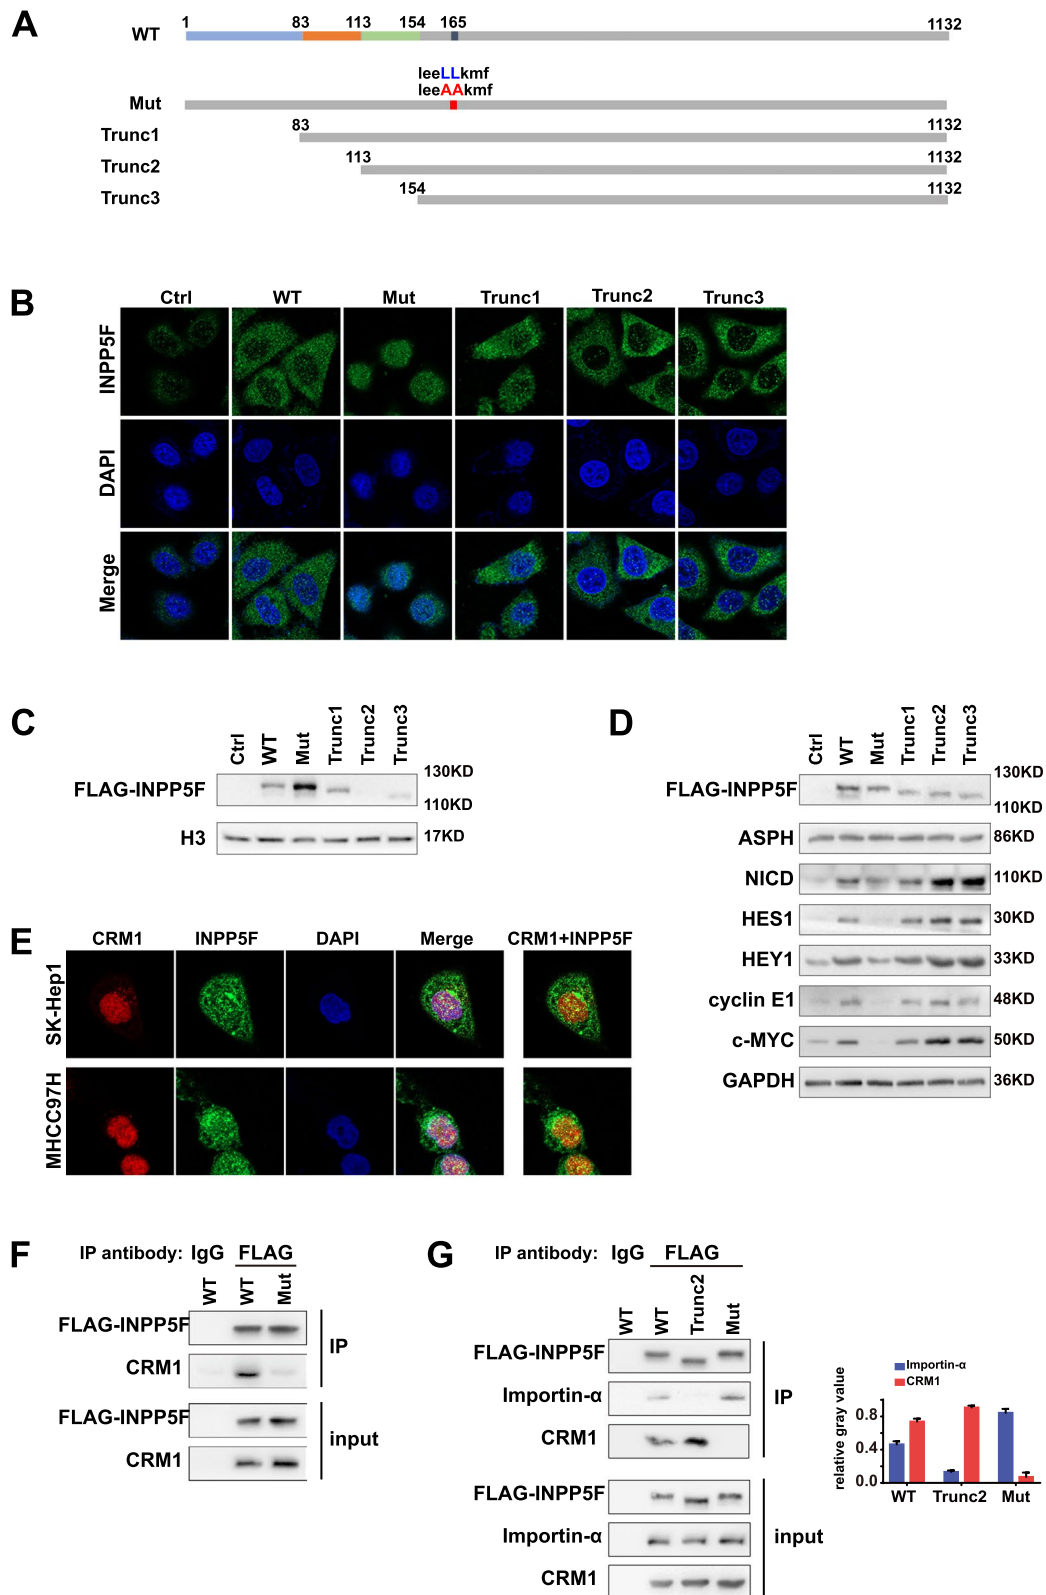 A
1 83 113 154 165 1132
WT
leeLLkmf
leeAAkmf
Mut
83 1132
Trunc1
113 1132
Trunc2
154 1132
Trunc3
B
Ctrl WT Mut Trunc1 Trunc2 Trunc3
INPP5F
DAPI
Merge
C
Ctrl WT Mut Trunc1 Trunc2 Trunc3
FLAG-INPP5F
130KD
110KD
H3 17KD
D
Ctrl WT Mut Trunc1 Trunc2 Trunc3
FLAG-INPP5F
130KD
110KD
ASPH 86KD
NICD 110KD
HES1 30KD
HEY1 33KD
cyclin E1 48KD
c-MYC 50KD
GAPDH 36KD
E
CRM1 INPP5F DAPI Merge CRM1+INPP5F
SK-Hep1
MHCC97H
F
IP antibody: IgG FLAG
WT WT Mut
FLAG-INPP5F
CRM1
IP
FLAG-INPP5F
CRM1
input
G
IP antibody: IgG FLAG
WT WT Trunc2 Mut
FLAG-INPP5F
Importin-α
CRM1
IP
FLAG-INPP5F
Importin-α
CRM1
input
Importin-α
CRM1
relative gray value
0.8
0.4
0.0
WT Trunc2 Mut